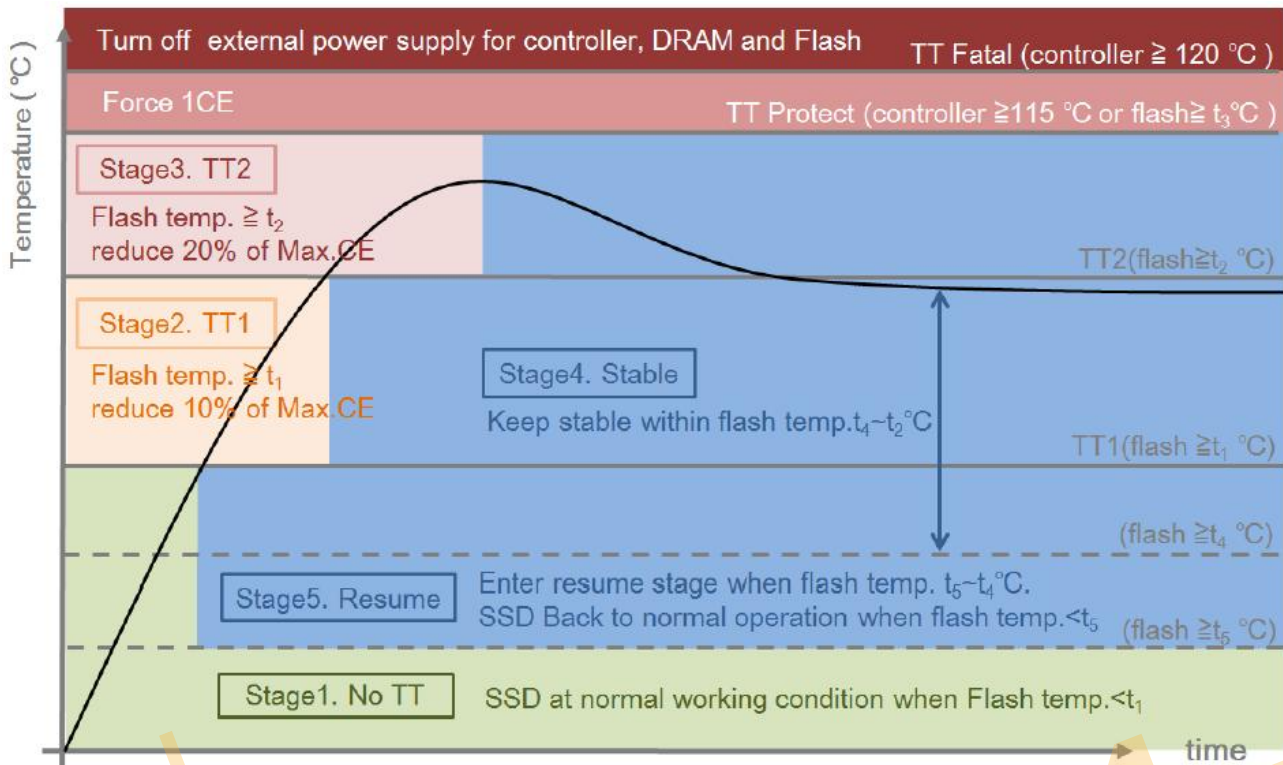 Temperature (℃)
Turn off external power supply for controller, DRAM and Flash
TT Fatal (controller ≧ 120 ℃ )
Force 1CE
TT Protect (controller ≧115 ℃ or flash≧ t₃℃ )
Stage3. TT2
Flash temp. ≧ t₂
reduce 20% of Max.CE
TT2(flash≧t₂ ℃)
Stage2. TT1
Flash temp. ≧ t₁
reduce 10% of Max.CE
Stage4. Stable
Keep stable within flash temp.t₄~t₂℃
TT1(flash ≧t₁ ℃)
(flash ≧t₄ ℃)
Stage5. Resume
Enter resume stage when flash temp. t₅~t₄℃.
SSD Back to normal operation when flash temp.<t₅
(flash ≧t₅ ℃)
Stage1. No TT
SSD at normal working condition when Flash temp.<t₁
time